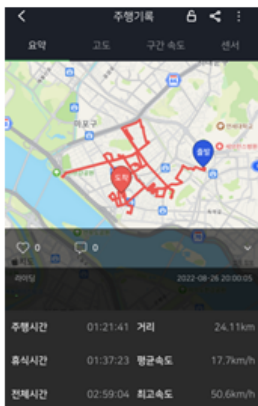 주행기록
요약 고도 구간 속도 센서
마포구
출발
도착
0 0
라이딩 2022-08-26 20:00:05
주행시간 01:21:41 거리 24.11km
휴식시간 01:37:23 평균속도 17.7km/h
전체시간 02:59:04 최고속도 50.6km/h